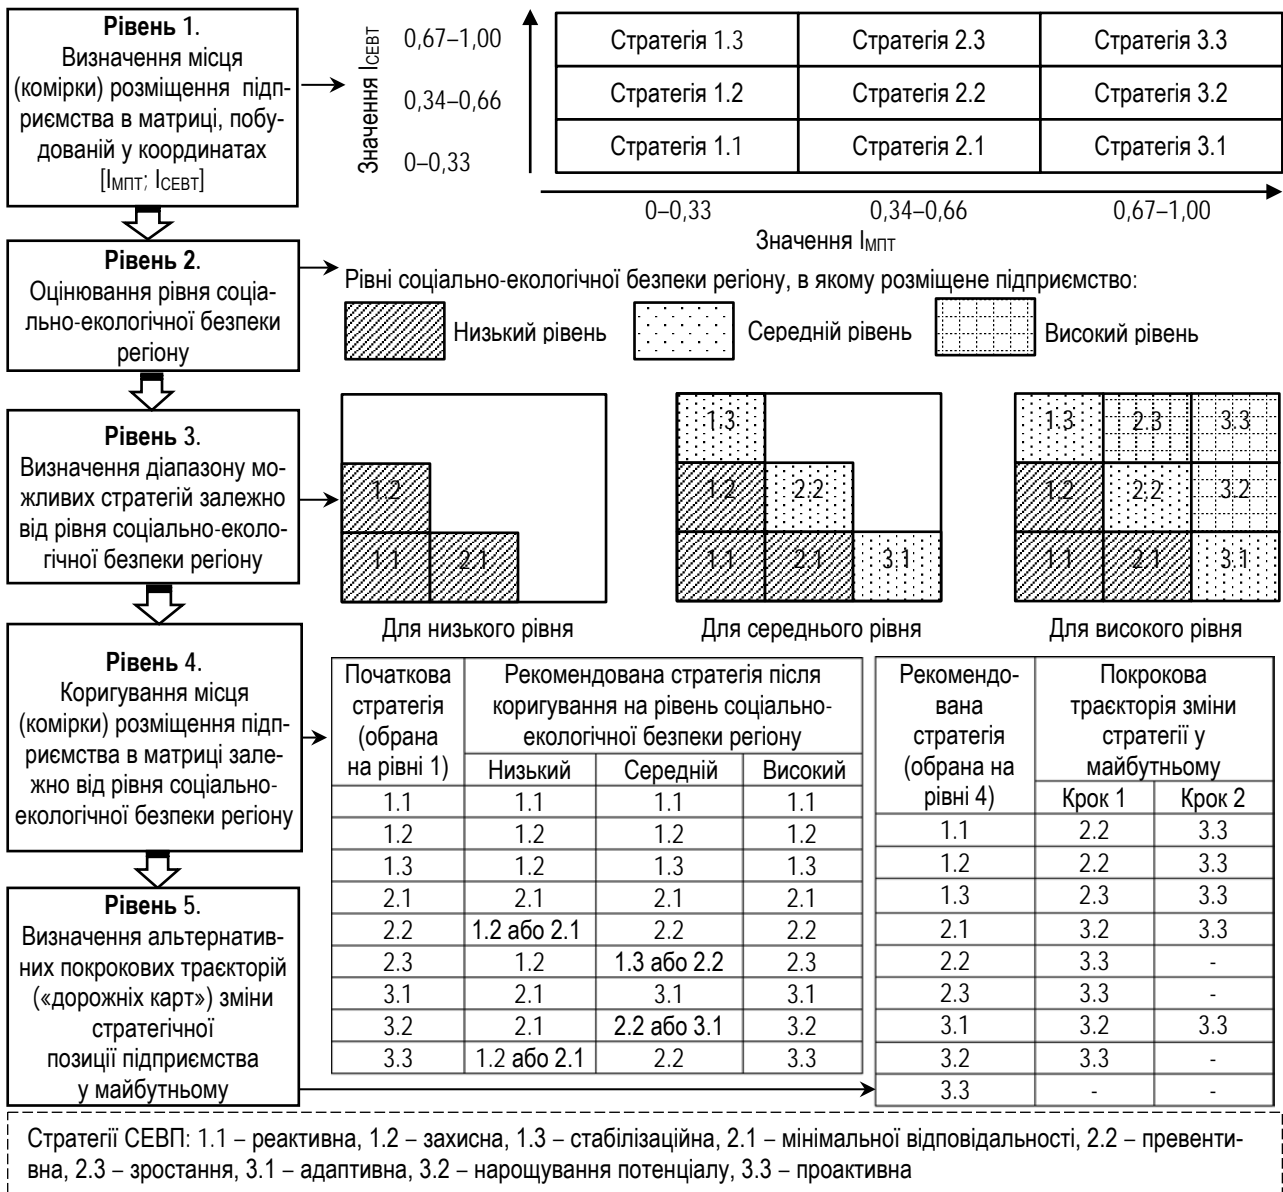 Рівень 1.
Визначення місця
(комірки) розміщення підп-
риємства в матриці, побу-
дованій у координатах
[IМПТ; IСЕВТ]
Значення IСЕВТ
0,67–1,00
0,34–0,66
0–0,33
Стратегія 1.3 Стратегія 2.3 Стратегія 3.3
Стратегія 1.2 Стратегія 2.2 Стратегія 3.2
Стратегія 1.1 Стратегія 2.1 Стратегія 3.1
0–0,33 0,34–0,66 0,67–1,00
Значення IМПТ
Рівень 2.
Оцінювання рівня соціа-
льно-екологічної безпеки
регіону
Рівні соціально-екологічної безпеки регіону, в якому розміщене підприємство:
Низький рівень Середній рівень Високий рівень
Рівень 3.
Визначення діапазону мо-
жливих стратегій залежно
від рівня соціально-еколо-
гічної безпеки регіону
1.2
1.1 2.1
Для низького рівня
1.3
1.2 2.2
1.1 2.1 3.1
Для середнього рівня
1.3 2.3 3.3
1.2 2.2 3.2
1.1 2.1 3.1
Для високого рівня
Рівень 4.
Коригування місця
(комірки) розміщення підп-
риємства в матриці зале-
жно від рівня соціально-
екологічної безпеки регіону
Початкова
стратегія
(обрана
на рівні 1)
Рекомендована стратегія після
коригування на рівень соціально-
екологічної безпеки регіону
Низький Середній Високий
1.1 1.1 1.1 1.1
1.2 1.2 1.2 1.2
1.3 1.2 1.3 1.3
2.1 2.1 2.1 2.1
2.2 1.2 або 2.1 2.2 2.2
2.3 1.2 1.3 або 2.2 2.3
3.1 2.1 3.1 3.1
3.2 2.1 2.2 або 3.1 3.2
3.3 1.2 або 2.1 2.2 3.3
Рекомендо-
вана
стратегія
(обрана на
рівні 4)
Покрокова
траєкторія зміни
стратегії у
майбутньому
Крок 1 Крок 2
1.1 2.2 3.3
1.2 2.2 3.3
1.3 2.3 3.3
2.1 3.2 3.3
2.2 3.3 -
2.3 3.3 -
3.1 3.2 3.3
3.2 3.3 -
3.3 - -
Рівень 5.
Визначення альтернатив-
них покрокових траєкторій
(«дорожніх карт») зміни
стратегічної
позиції підприємства
у майбутньому
Стратегії СЕВП: 1.1 – реактивна, 1.2 – захисна, 1.3 – стабілізаційна, 2.1 – мінімальної відповідальності, 2.2 – превенти-
вна, 2.3 – зростання, 3.1 – адаптивна, 3.2 – нарощування потенціалу, 3.3 – проактивна